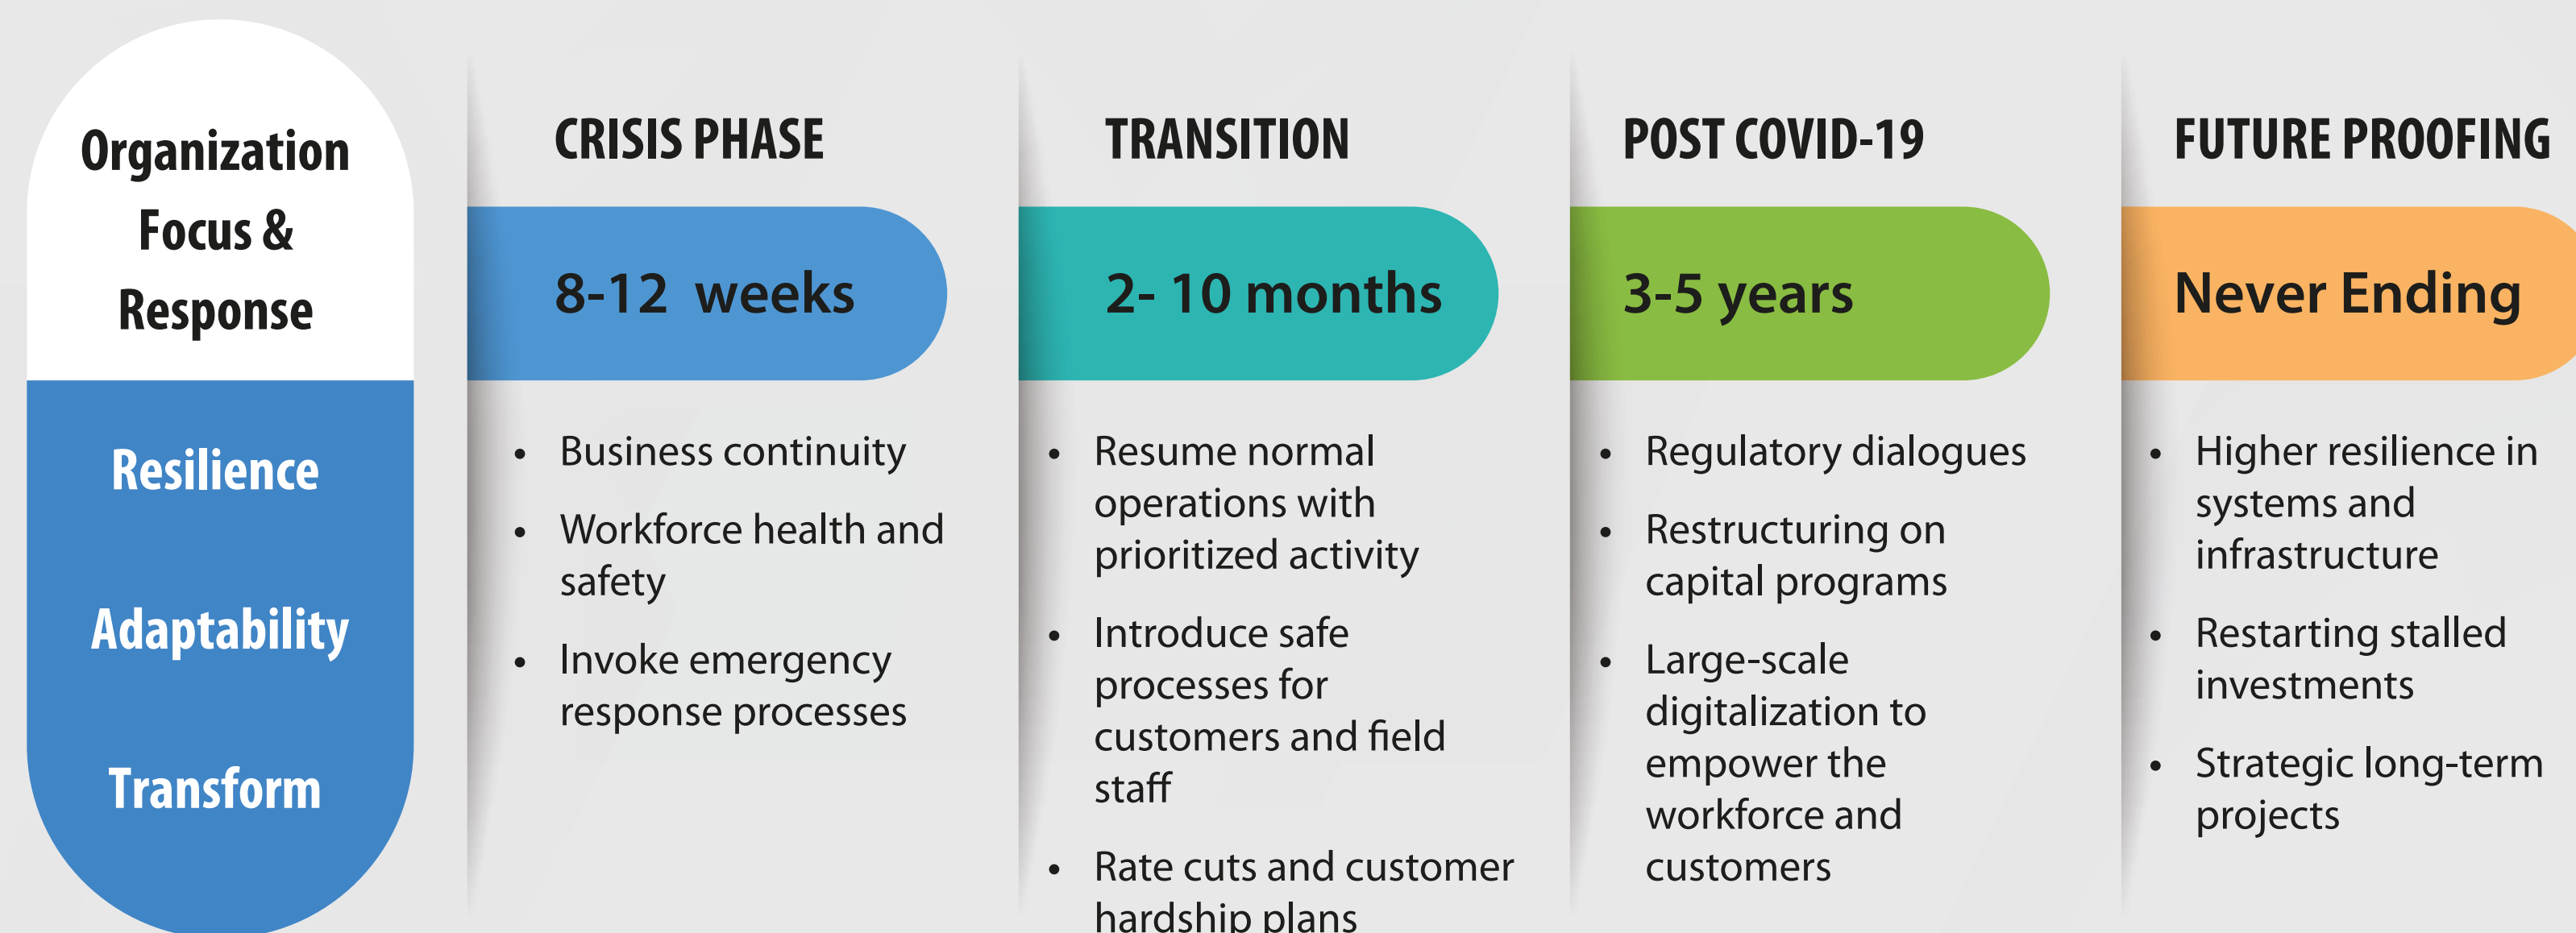 Organization
Focus &
Response
Resilience
Adaptability
Transform
CRISIS PHASE
8-12 weeks
• Business continuity
• Workforce health and
safety
• Invoke emergency
response processes
TRANSITION
2- 10 months
• Resume normal
operations with
prioritized activity
• Introduce safe
processes for
customers and field
staff
• Rate cuts and customer
hardship plans
POST COVID-19
3-5 years
• Regulatory dialogues
• Restructuring on
capital programs
• Large-scale
digitalization to
empower the
workforce and
customers
FUTURE PROOFING
Never Ending
• Higher resilience in
systems and
infrastructure
• Restarting stalled
investments
• Strategic long-term
projects